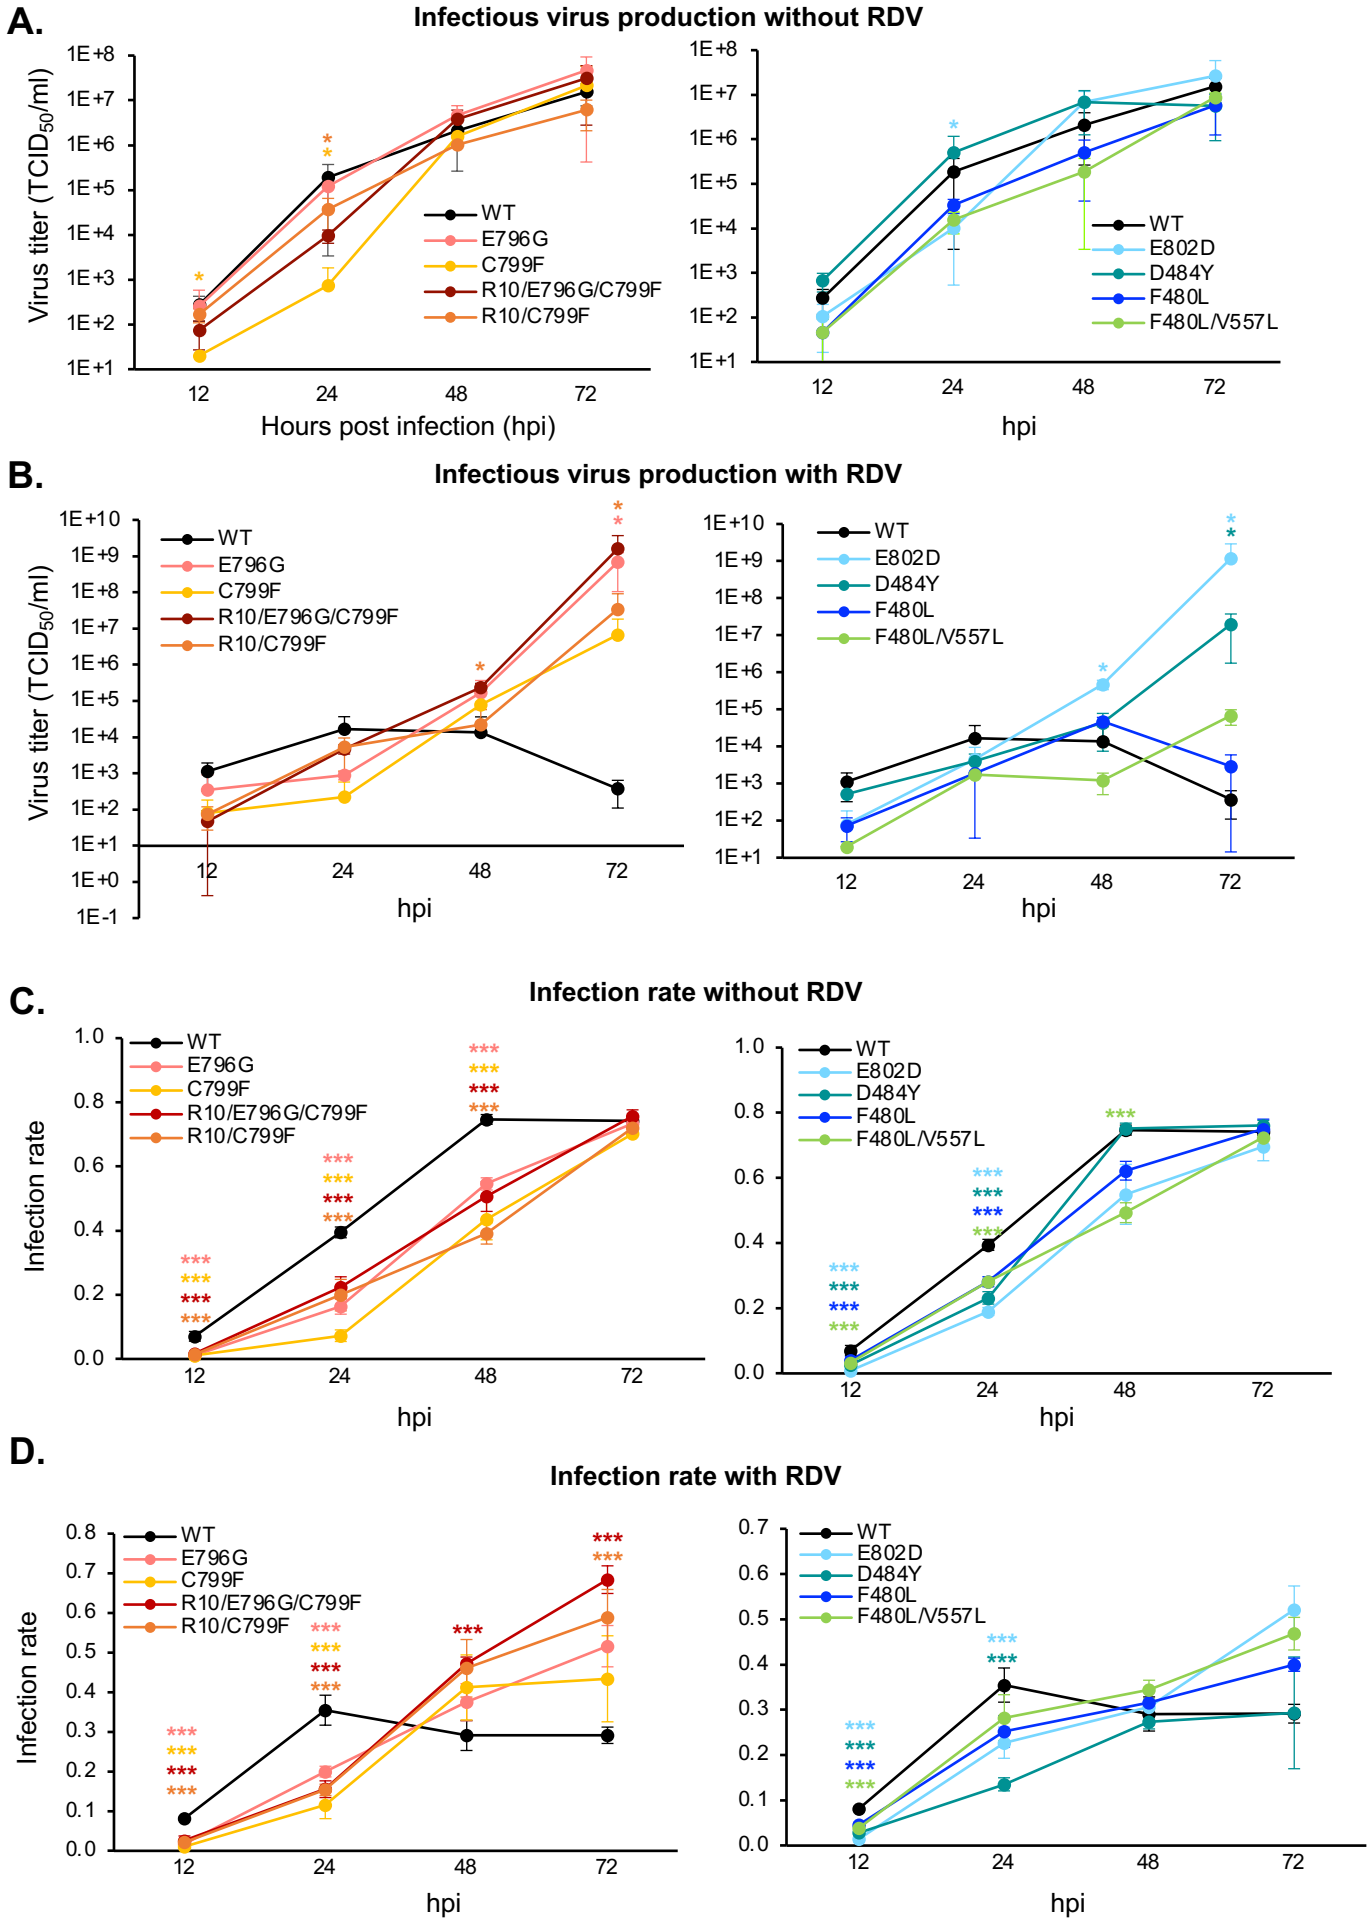 A.
Infectious virus production without RDV
Virus titer (TCID50/ml)
1E+8
1E+7
1E+6
1E+5
1E+4
1E+3
1E+2
1E+1
*
*
*
WT
E796G
C799F
R10/E796G/C799F
R10/C799F
12
24
48
72
Hours post infection (hpi)
1E+8
1E+7
1E+6
1E+5
1E+4
1E+3
1E+2
1E+1
*
WT
E802D
D484Y
F480L
F480L/V557L
12
24
48
72
hpi
B.
Infectious virus production with RDV
Virus titer (TCID50/ml)
1E+10
1E+9
1E+8
1E+7
1E+6
1E+5
1E+4
1E+3
1E+2
1E+1
1E+0
1E-1
WT
E796G
C799F
R10/E796G/C799F
R10/C799F
*
*
*
12
24
48
72
hpi
1E+10
1E+9
1E+8
1E+7
1E+6
1E+5
1E+4
1E+3
1E+2
1E+1
WT
E802D
D484Y
F480L
F480L/V557L
*
*
*
12
24
48
72
hpi
C.
Infection rate without RDV
Infection rate
1.0
0.8
0.6
0.4
0.2
0.0
WT
E796G
C799F
R10/E796G/C799F
R10/C799F
***
***
***
***
***
***
***
***
***
***
***
***
12
24
48
72
hpi
1.0
0.8
0.6
0.4
0.2
0.0
WT
E802D
D484Y
F480L
F480L/V557L
***
***
***
***
***
***
***
***
***
12
24
48
72
hpi
D.
Infection rate with RDV
Infection rate
0.8
0.7
0.6
0.5
0.4
0.3
0.2
0.1
0.0
WT
E796G
C799F
R10/E796G/C799F
R10/C799F
***
***
***
***
***
***
***
***
***
***
***
12
24
48
72
hpi
0.7
0.6
0.5
0.4
0.3
0.2
0.1
0.0
WT
E802D
D484Y
F480L
F480L/V557L
***
***
***
***
***
***
12
24
48
72
hpi